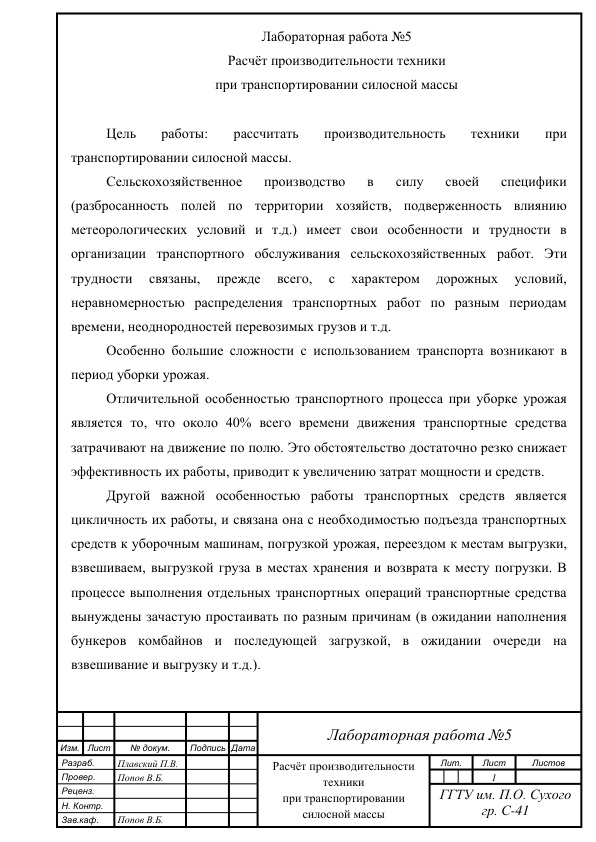 Лабораторная работа №5
Расчёт производительности техники
при транспортировании силосной массы
Цель работы: рассчитать производительность техники при
транспортировании силосной массы.
Сельскохозяйственное производство в силу своей специфики
(разбросанность полей по территории хозяйств, подверженность влиянию
метеорологических условий и т.д.) имеет свои особенности и трудности в
организации транспортного обслуживания сельскохозяйственных работ. Эти
трудности связаны, прежде всего, с характером дорожных условий,
неравномерностью распределения транспортных работ по разным периодам
времени, неоднородностей перевозимых грузов и т.д.
Особенно большие сложности с использованием транспорта возникают в
период уборки урожая.
Отличительной особенностью транспортного процесса при уборке урожая
является то, что около 40% всего времени движения транспортные средства
затрачивают на движение по полю. Это обстоятельство достаточно резко снижает
эффективность их работы, приводит к увеличению затрат мощности и средств.
Другой важной особенностью работы транспортных средств является
цикличность их работы, и связана она с необходимостью подъезда транспортных
средств к уборочным машинам, погрузкой урожая, переездом к местам выгрузки,
взвешиваем, выгрузкой груза в местах хранения и возврата к месту погрузки. В
процессе выполнения отдельных транспортных операций транспортные средства
вынуждены зачастую простаивать по разным причинам (в ожидании наполнения
бункеров комбайнов и последующей загрузкой, в ожидании очереди на
взвешивание и выгрузку и т.д.).
Лабораторная работа №5
Изм. Лист № докум. Подпись Дата
Разраб. Плавский П.В.
Провер. Попов В.Б.
Реценз.
Н. Контр.
Зав.каф. Попов В.Б.
Расчёт производительности
техники
при транспортировании
силосной массы
Лит. Лист Листов
1
ГГТУ им. П.О. Сухого
гр. С-41